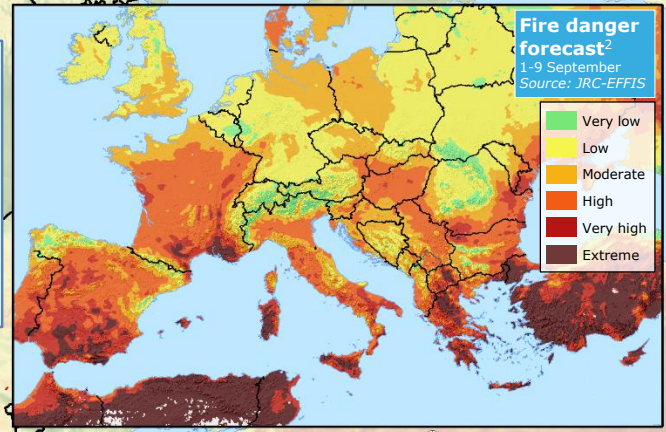 Fire danger
forecast2
1-9 September
Source: JRC-EFFIS
Very low
Low
Moderate
High
Very high
Extreme